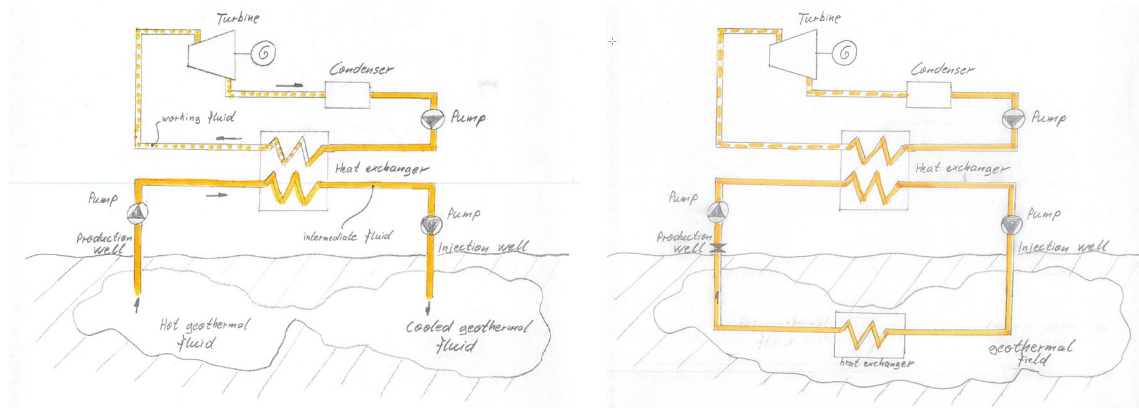 Turbine
G
Condenser
Pump
working fluid
Heat exchanger
Pump
intermediate fluid
Pump
Production
well
Injection well
Hot geothermal
fluid
Cooled geothermal
fluid
Turbine
G
Condenser
Pump
Heat exchanger
Pump
Pump
Production
well
Injection well
geothermal
field
heat exchanger